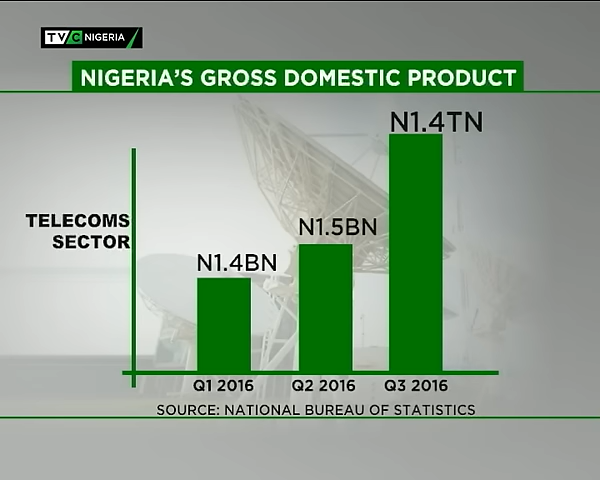 TVC NIGERIA
NIGERIA'S GROSS DOMESTIC PRODUCT
N1.4TN
N1.5BN
N1.4BN
TELECOMS
SECTOR
Q1 2016 Q2 2016 Q3 2016
SOURCE: NATIONAL BUREAU OF STATISTICS